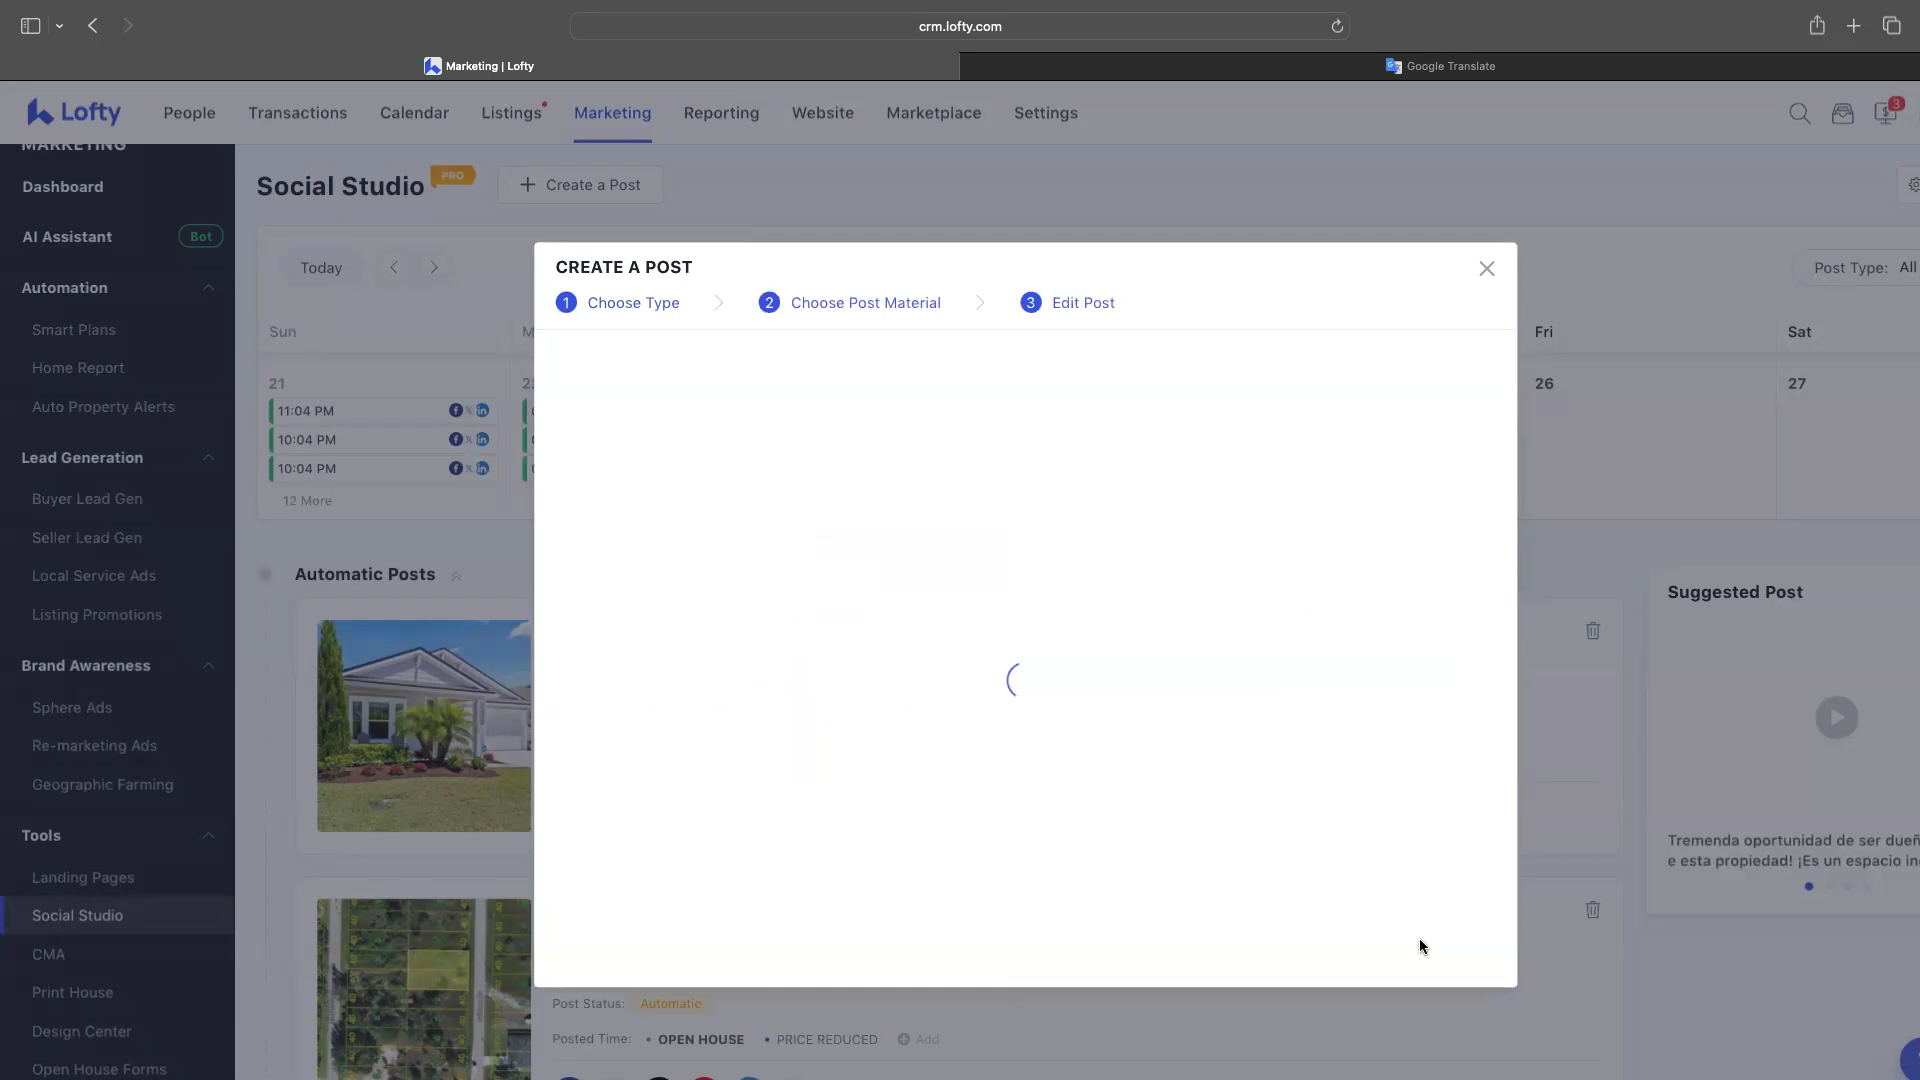 crm.lofty.com
Marketing | Lofty
Google Translate
Lofty
People
Transactions
Calendar
Listings
Marketing
Reporting
Website
Marketplace
Settings
3
MARKETING
Dashboard
AI Assistant
Bot
Automation
Smart Plans
Home Report
Auto Property Alerts
Lead Generation
Buyer Lead Gen
Seller Lead Gen
Local Service Ads
Listing Promotions
Brand Awareness
Sphere Ads
Re-marketing Ads
Geographic Farming
Tools
Landing Pages
Social Studio
CMA
Print House
Design Center
Open House Forms
Social Studio
PRO
Create a Post
Today
Post Type: All
Sun
Fri
Sat
21
26
27
11:04 PM
10:04 PM
10:04 PM
12 More
CREATE A POST
1 Choose Type
2 Choose Post Material
3 Edit Post
Automatic Posts
Post Status: Automatic
Posted Time: • OPEN HOUSE • PRICE REDUCED Add
Suggested Post
Tremenda oportunidad de ser dueñ
e esta propiedad! ¡Es un espacio in